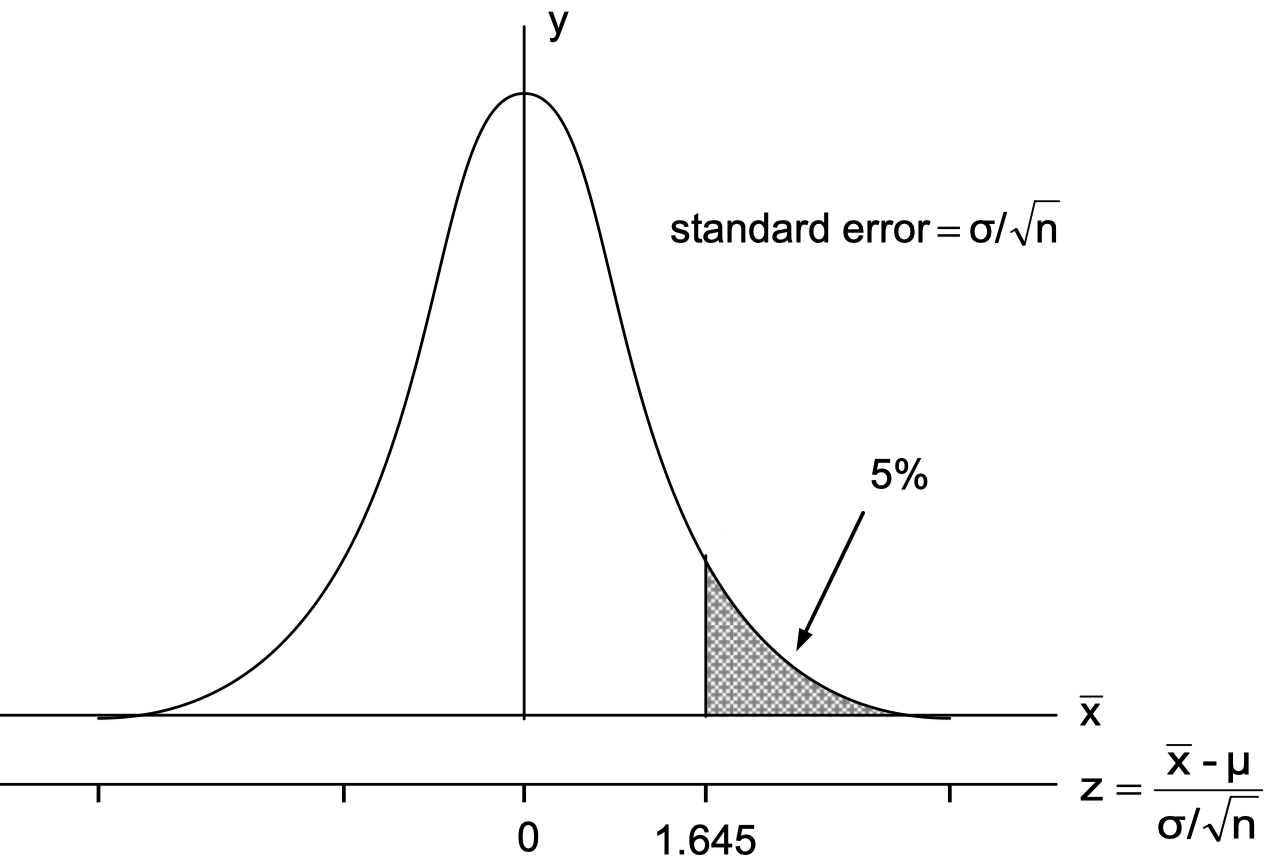 y
standard error = σ/√n
5%
x̅
z = (x̅ - μ)/(σ/√n)
0 1.645